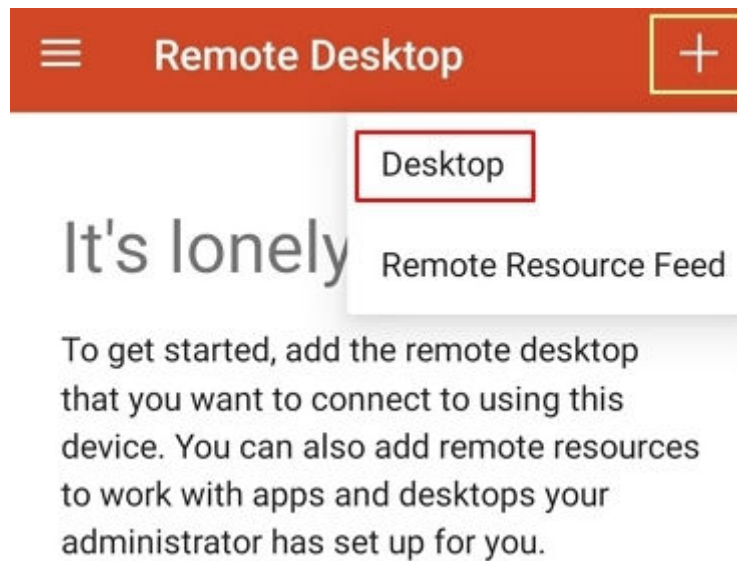 Remote Desktop
Desktop
It's lonely
Remote Resource Feed
To get started, add the remote desktop
that you want to connect to using this
device. You can also add remote resources
to work with apps and desktops your
administrator has set up for you.